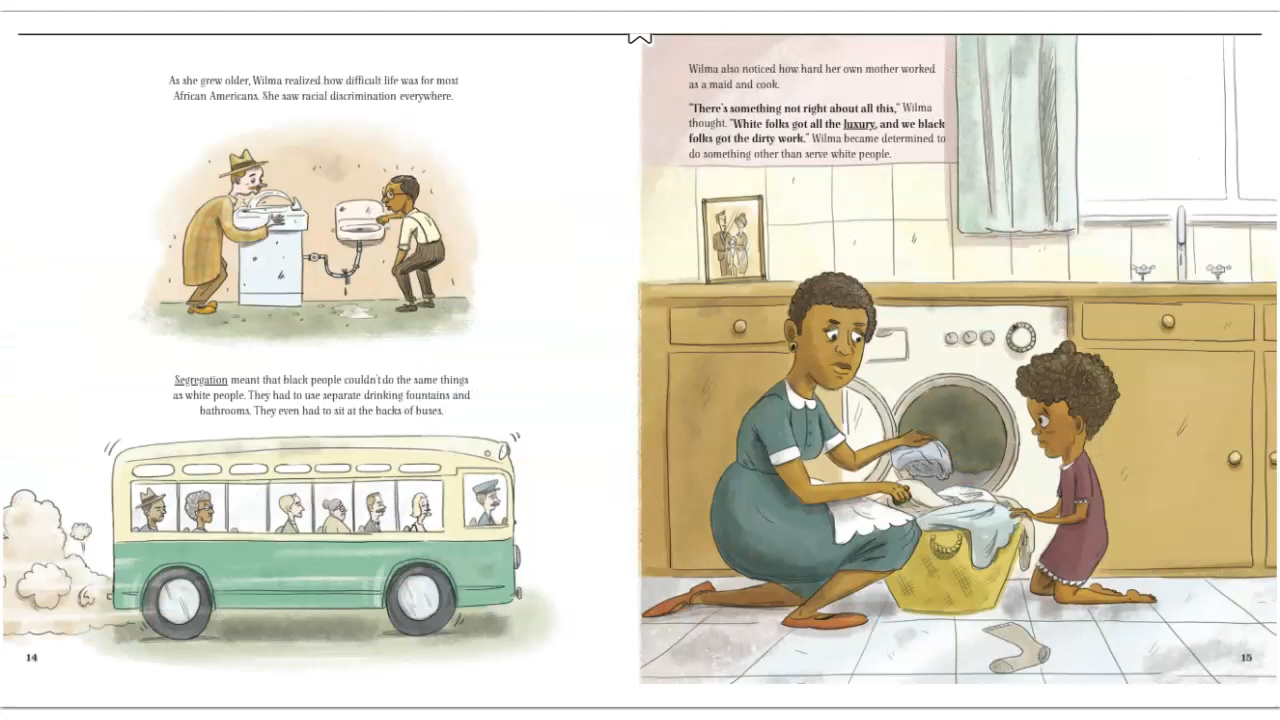 As she grew older, Wilma realized how difficult life was for most
African Americans. She saw racial discrimination everywhere.
Segregation meant that black people couldn't do the same things
as white people. They had to use separate drinking fountains and
bathrooms. They even had to sit at the backs of buses.
14
Wilma also noticed how hard her own mother worked
as a maid and cook.
"There's something not right about all this," Wilma
thought. "White folks got all the luxury, and we black
folks got the dirty work." Wilma became determined to
do something other than serve white people.
15